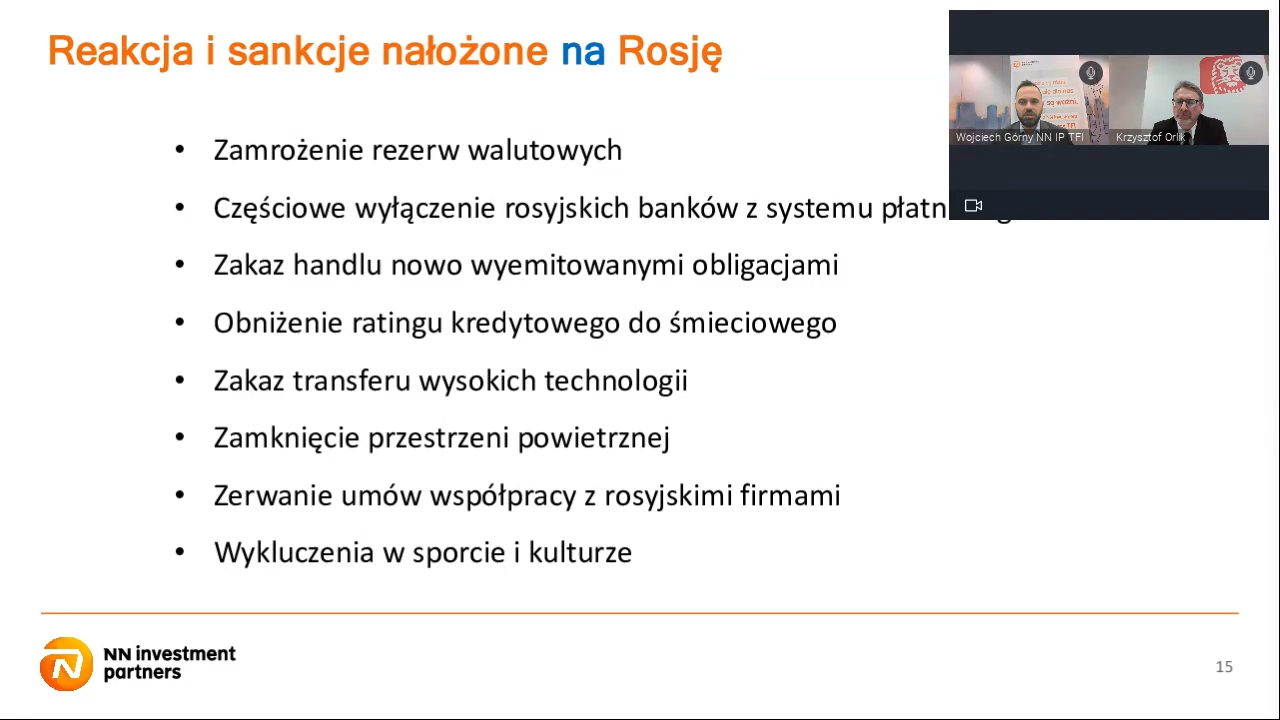 Reakcja i sankcje nałożone na Rosję
Wojciech Górny NN IP TFI
Krzysztof Orlik
• Zamrożenie rezerw walutowych
• Częściowe wyłączenie rosyjskich banków z systemu
• Zakaz handlu nowo wyemitowanymi obligacjami
• Obniżenie ratingu kredytowego do śmieciowego
• Zakaz transferu wysokich technologii
• Zamknięcie przestrzeni powietrznej
• Zerwanie umów współpracy z rosyjskimi firmami
• Wykluczenia w sporcie i kulturze
NN investment
partners
15